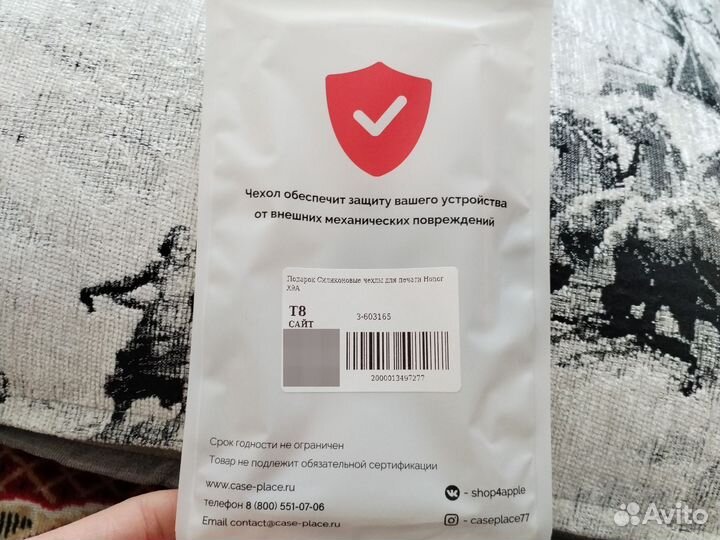 Чехол обеспечит защиту вашего устройства
от внешних механических повреждений
Подарок Силиконовые чехлы для печати Honor
X9A
T8
САЙТ
3-603165
2000013497277
Срок годности не ограничен
Товар не подлежит обязательной сертификации
www.case-place.ru
телефон 8 (800) 551-07-06
Email contact@case-place.ru
- shop4apple
- caseplace77
Avito